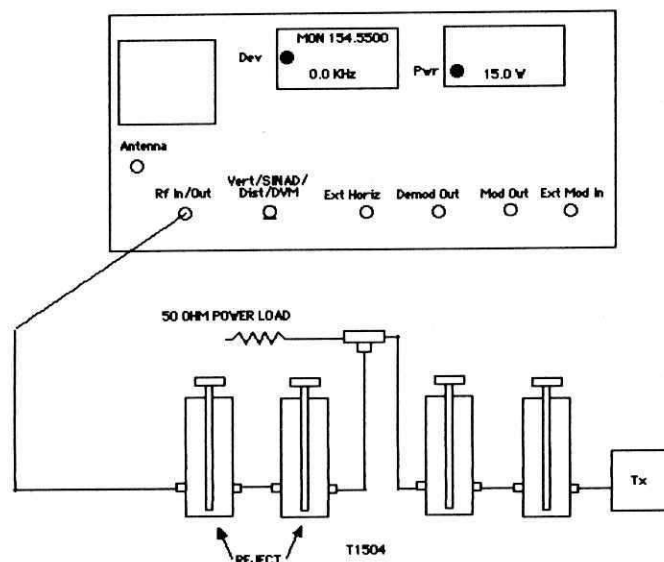 MON 154.5500
Dev
0.0 KHz
Pwr
15.0 W
Antenna
Rf In/Out
Vert/SINAD/
Dist/DVM
Ext Horiz
Demod Out
Mod Out
Ext Mod In
50 OHM POWER LOAD
Tx
REJECT
T1504